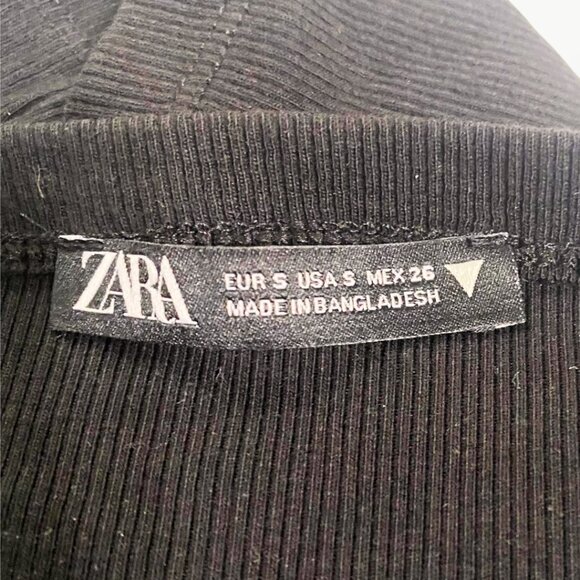 ZARA
EUR S USA S MEX 26
MADE IN BANGLADESH